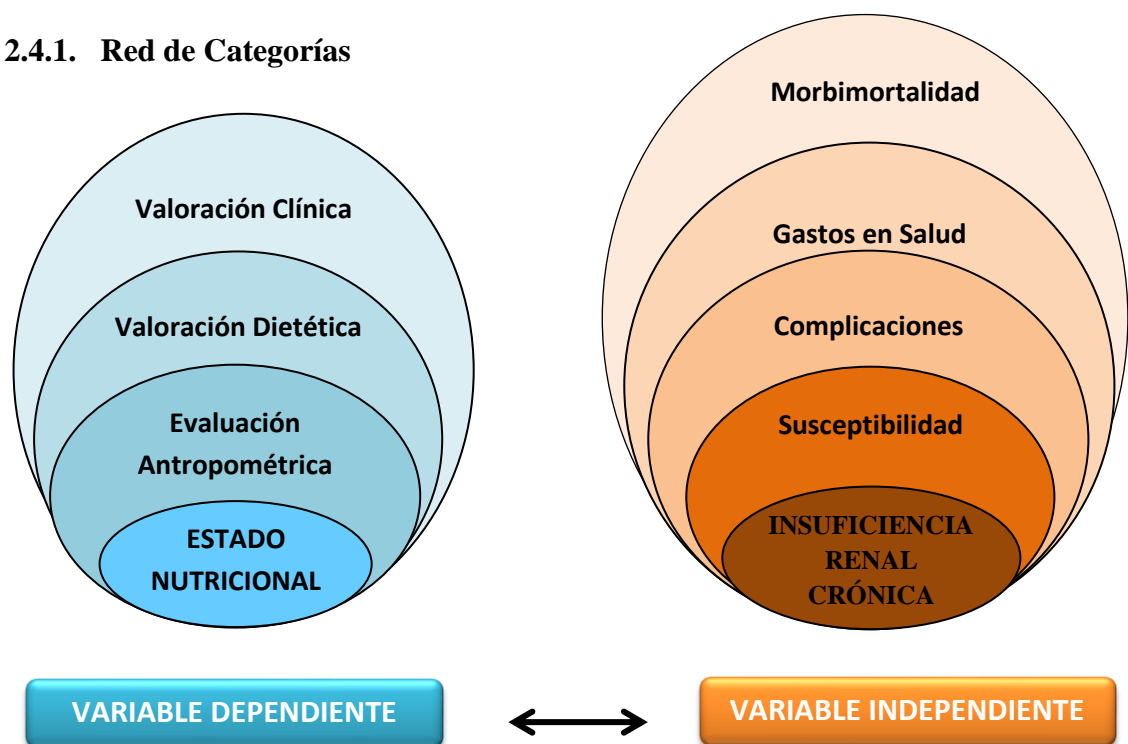 2.4.1. Red de Categorías
Valoración Clínica
Valoración Dietética
Evaluación
Antropométrica
ESTADO
NUTRICIONAL
VARIABLE DEPENDIENTE
Morbimortalidad
Gastos en Salud
Complicaciones
Susceptibilidad
INSUFICIENCIA
RENAL
CRÓNICA
VARIABLE INDEPENDIENTE